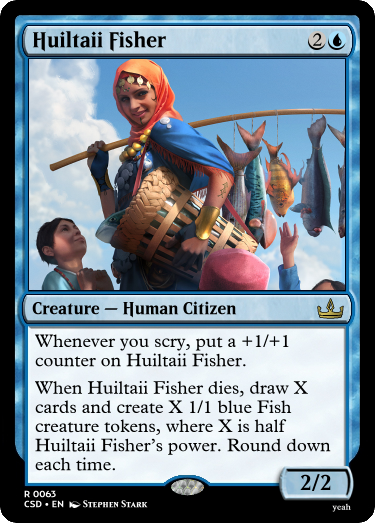 Huiltaii Fisher 2
Creature — Human Citizen
Whenever you scry, put a +1/+1
counter on Huiltaii Fisher.
When Huiltaii Fisher dies, draw X
cards and create X 1/1 blue Fish
creature tokens, where X is half
Huiltaii Fisher's power. Round down
each time.
2/2
R 0063
CSD • EN Stephen Stark
yeah